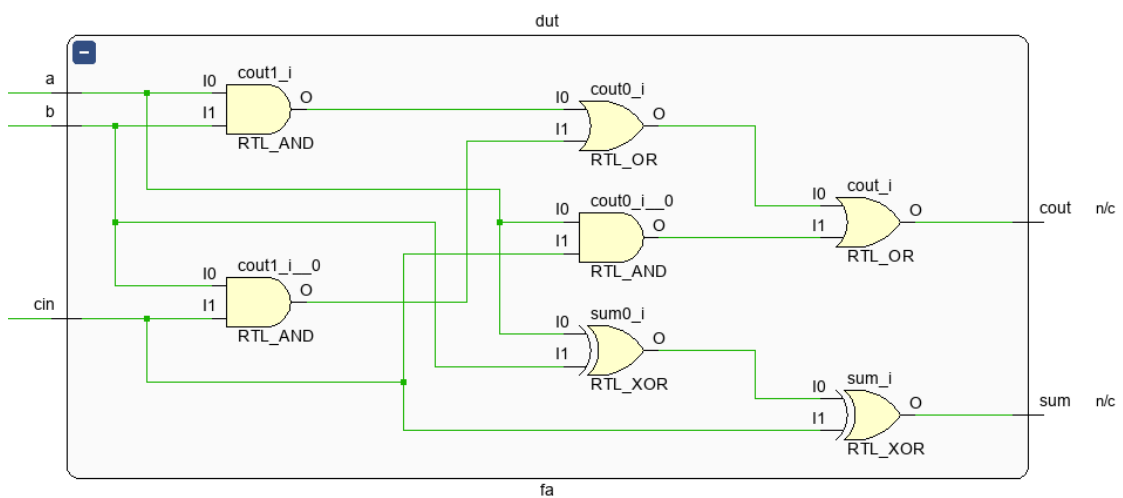 dut
a
b
cin
I0
I1
cout1_i
O
RTL_AND
I0
I1
cout1_i__0
O
RTL_AND
I0
I1
cout0_i
O
RTL_OR
I0
I1
cout0_i__0
O
RTL_AND
I0
I1
sum0_i
O
RTL_XOR
I0
I1
cout_i
O
RTL_OR
I0
I1
sum_i
O
RTL_XOR
cout n/c
sum n/c
fa